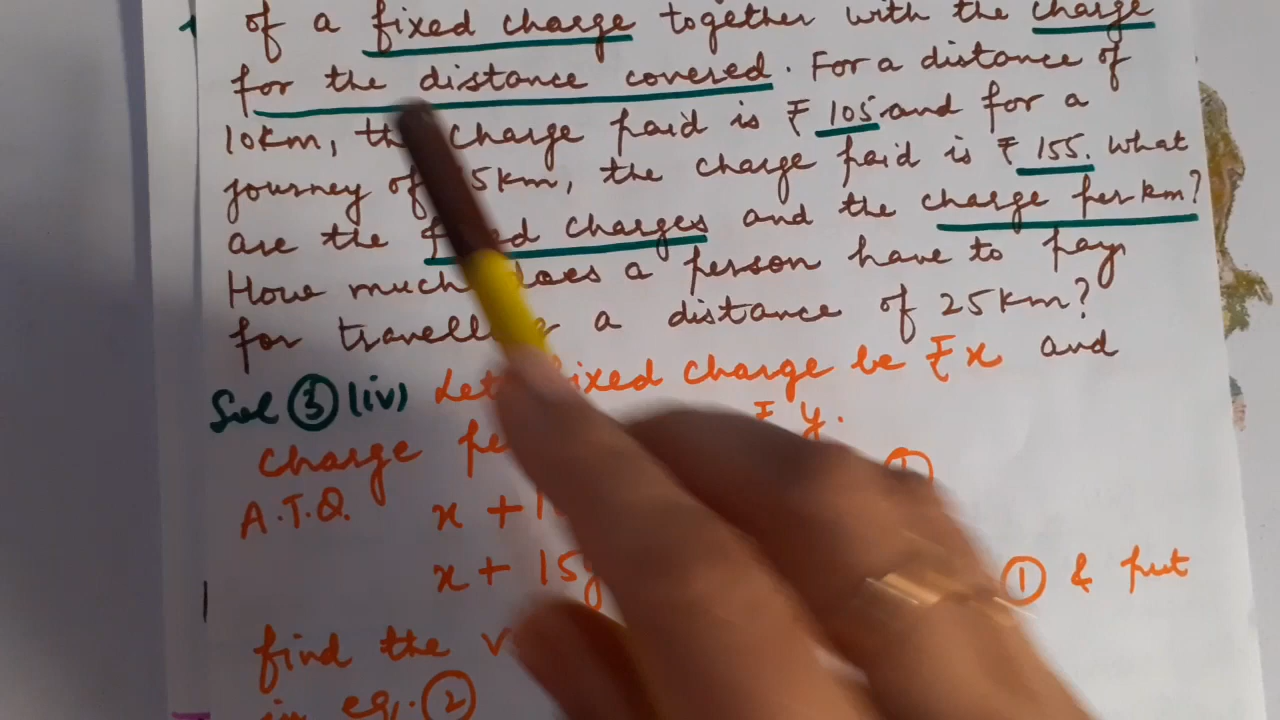 of a fixed charge together with the charge
for the distance covered. For a distance of
10km, the charge paid is ₹ 105 and for a
journey of 5km, the charge paid is ₹ 155. What
are the charges and the charge per km?
How much does a person have to pay
for a distance of 25km?
Sol ③ (iv) Let fixed charge be ₹ x and
Charge ₹ y.
A.T.Q. x + 1
x + 15y ① & put
find the
in eq. ②